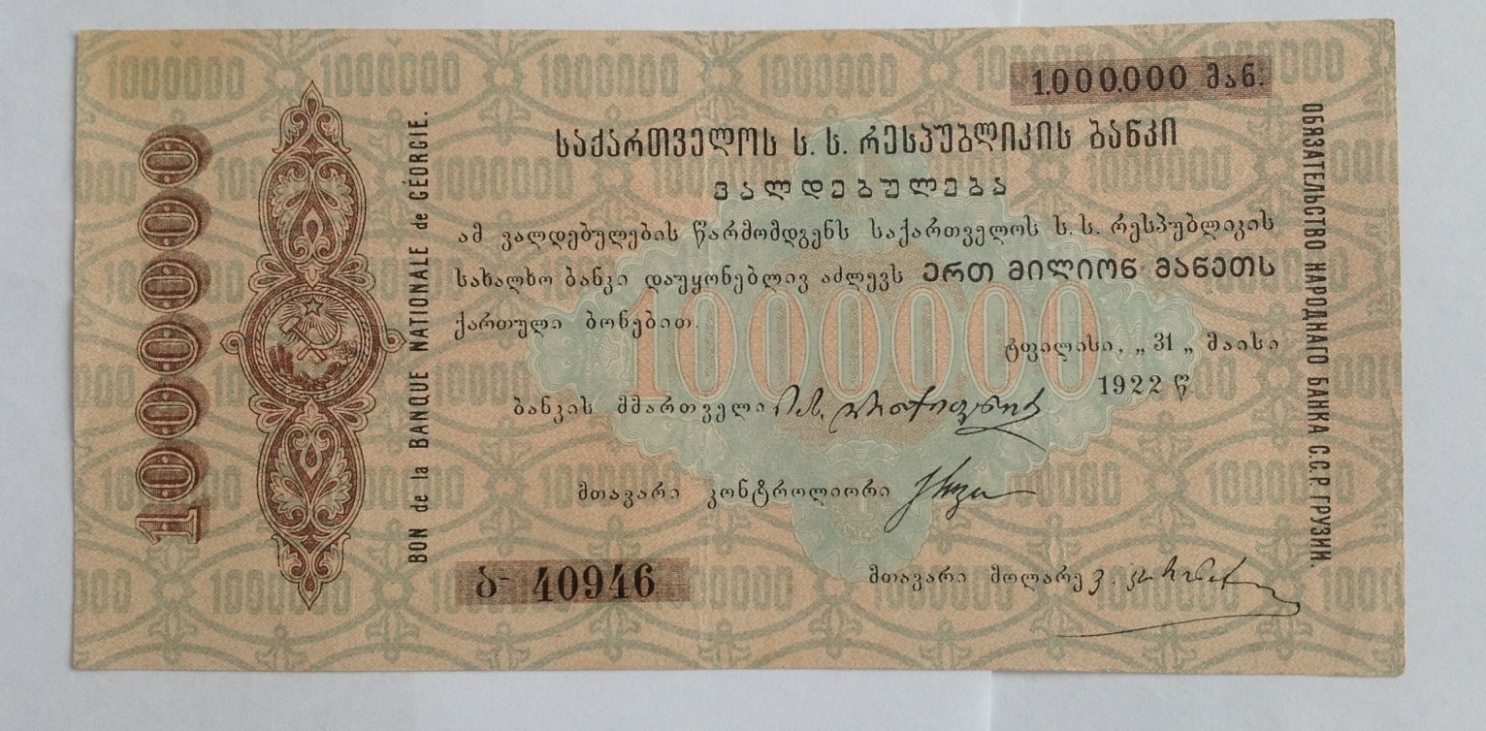 1.000.000 მან.
საქართველოს ს. ს. რესპუბლიკის ბანკი
ვალდებულება
ამ ვალდებულების წარმომდგენს საქართველოს ს. ს. რესპუბლიკის
სახალხო ბანკი დაუყონებლივ აძლევს ერთ მილიონ მანეთს
ქართული ბონებით.
ტფილისი, „ 31 „ მაისი
1922 წ.
ბანკის მმართველი
მთავარი კონტროლიორი
მთავარი მოლარე
ბ- 40946
1000000
BON de la BANQUE NATIONALE de GÉORGIE.
1000000
ОБЯЗАТЕЛЬСТВО НАРОДНАГО БАНКА С.С.Р. ГРУЗИИ.